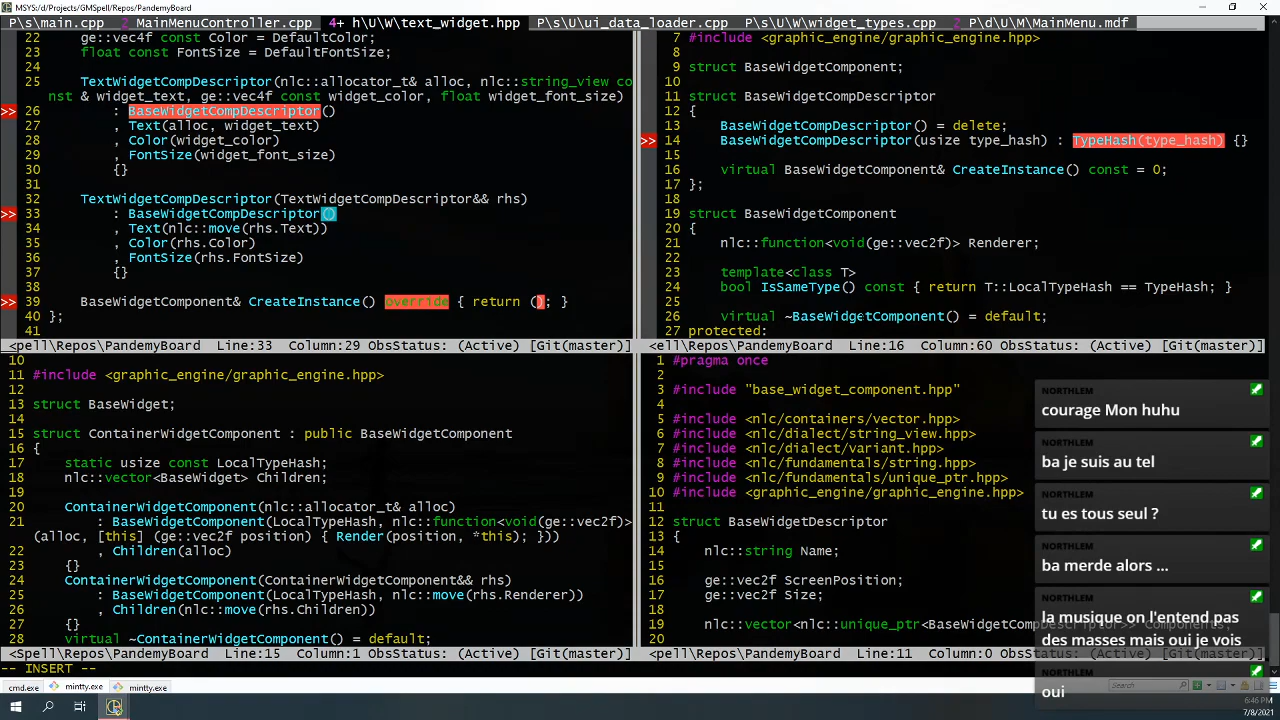 MSYS:/d/Projects/GMSpell/Repos/PandemyBoard
P\s\U\text_widget.cpp 2 MainMenuController.cpp 4+ h\U\W\text_widget.hpp P\s\U\ui_data_loader.cpp P\s\U\W\widget_types.cpp 2 P\d\U\M\MainMenu.mdf
22 ge::vec4f const Color = DefaultColor;
23 float const FontSize = DefaultFontSize;
24
25 TextWidgetCompDescriptor(nlc::allocator_t& alloc, nlc::string_view co
nst & widget_text, ge::vec4f const widget_color, float widget_font_size)
>> 26 : BaseWidgetCompDescriptor()
27 , Text(alloc, widget_text)
28 , Color(widget_color)
29 , FontSize(widget_font_size)
30 {}
31
32 TextWidgetCompDescriptor(TextWidgetCompDescriptor&& rhs)
>> 33 : BaseWidgetCompDescriptor()
34 , Text(nlc::move(rhs.Text))
35 , Color(rhs.Color)
36 , FontSize(rhs.FontSize)
37 {}
38
>> 39 BaseWidgetComponent& CreateInstance() override { return (); }
40 };
41
<pell\Repos\PandemyBoard Line:33 Column:29 ObsStatus: (Active) [Git(master)]
7 #include <graphic_engine/graphic_engine.hpp>
8
9 struct BaseWidgetComponent;
10
11 struct BaseWidgetCompDescriptor
12 {
13 BaseWidgetCompDescriptor() = delete;
>> 14 BaseWidgetCompDescriptor(usize type_hash) : TypeHash(type_hash) {}
15
16 virtual BaseWidgetComponent& CreateInstance() const = 0;
17 };
18
19 struct BaseWidgetComponent
20 {
21 nlc::function<void(ge::vec2f)> Renderer;
22
23 template<class T>
24 bool IsSameType() const { return T::LocalTypeHash == TypeHash; }
25
26 virtual ~BaseWidgetComponent() = default;
27 protected:
<ell\Repos\PandemyBoard Line:16 Column:60 ObsStatus: (Active) [Git(master)]
10
11 #include <graphic_engine/graphic_engine.hpp>
12
13 struct BaseWidget;
14
15 struct ContainerWidgetComponent : public BaseWidgetComponent
16 {
17 static usize const LocalTypeHash;
18 nlc::vector<BaseWidget> Children;
19
20 ContainerWidgetComponent(nlc::allocator_t& alloc)
21 : BaseWidgetComponent(LocalTypeHash, nlc::function<void(ge::vec2f)>
(alloc, [this] (ge::vec2f position) { Render(position, *this); }))
22 , Children(alloc)
23 {}
24 ContainerWidgetComponent(ContainerWidgetComponent&& rhs)
25 : BaseWidgetComponent(LocalTypeHash, nlc::move(rhs.Renderer))
26 , Children(nlc::move(rhs.Children))
27 {}
28 virtual ~ContainerWidgetComponent() = default;
<Spell\Repos\PandemyBoard Line:15 Column:1 ObsStatus: (Active) [Git(master)]
1 #pragma once
2
3 #include "base_widget_component.hpp"
4
5 #include <nlc/containers/vector.hpp>
6 #include <nlc/dialect/string_view.hpp>
7 #include <nlc/dialect/variant.hpp>
8 #include <nlc/fundamentals/string.hpp>
9 #include <nlc/fundamentals/unique_ptr.hpp>
10 #include <graphic_engine/graphic_engine.hpp>
11
12 struct BaseWidgetDescriptor
13 {
14 nlc::string Name;
15
16 ge::vec2f ScreenPosition;
17 ge::vec2f Size;
18
19 nlc::vector<nlc::unique_ptr<BaseWidgetCompDescriptor>> Components;
20
<pell\Repos\PandemyBoard Line:11 Column:0 ObsStatus: (Active) [Git(master)]
-- INSERT --
NORTHLEM
courage Mon huhu
NORTHLEM
ba je suis au tel
NORTHLEM
tu es tous seul ?
NORTHLEM
ba merde alors ...
NORTHLEM
la musique on l'entend pas
des masses mais oui je vois
NORTHLEM
oui
cmd.exe mintty.exe mintty.exe
Search
6:46 PM
7/8/2021